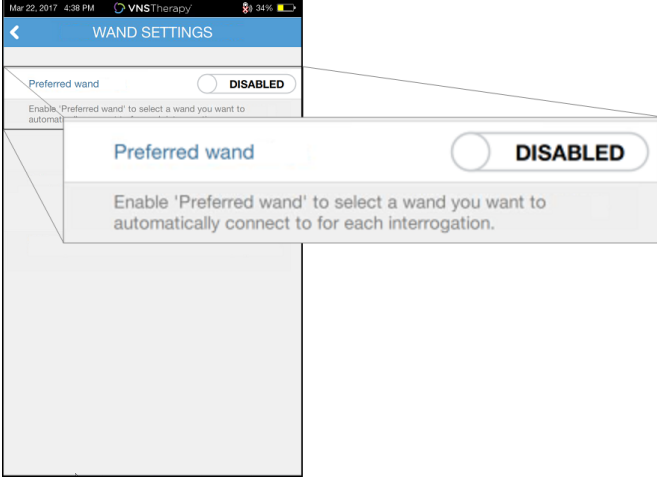 Mar 22, 2017 4:38 PM VNSTherapy 34%
WAND SETTINGS
Preferred wand DISABLED
Enable 'Preferred wand' to select a wand you want to
Preferred wand DISABLED
Enable 'Preferred wand' to select a wand you want to
automatically connect to for each interrogation.